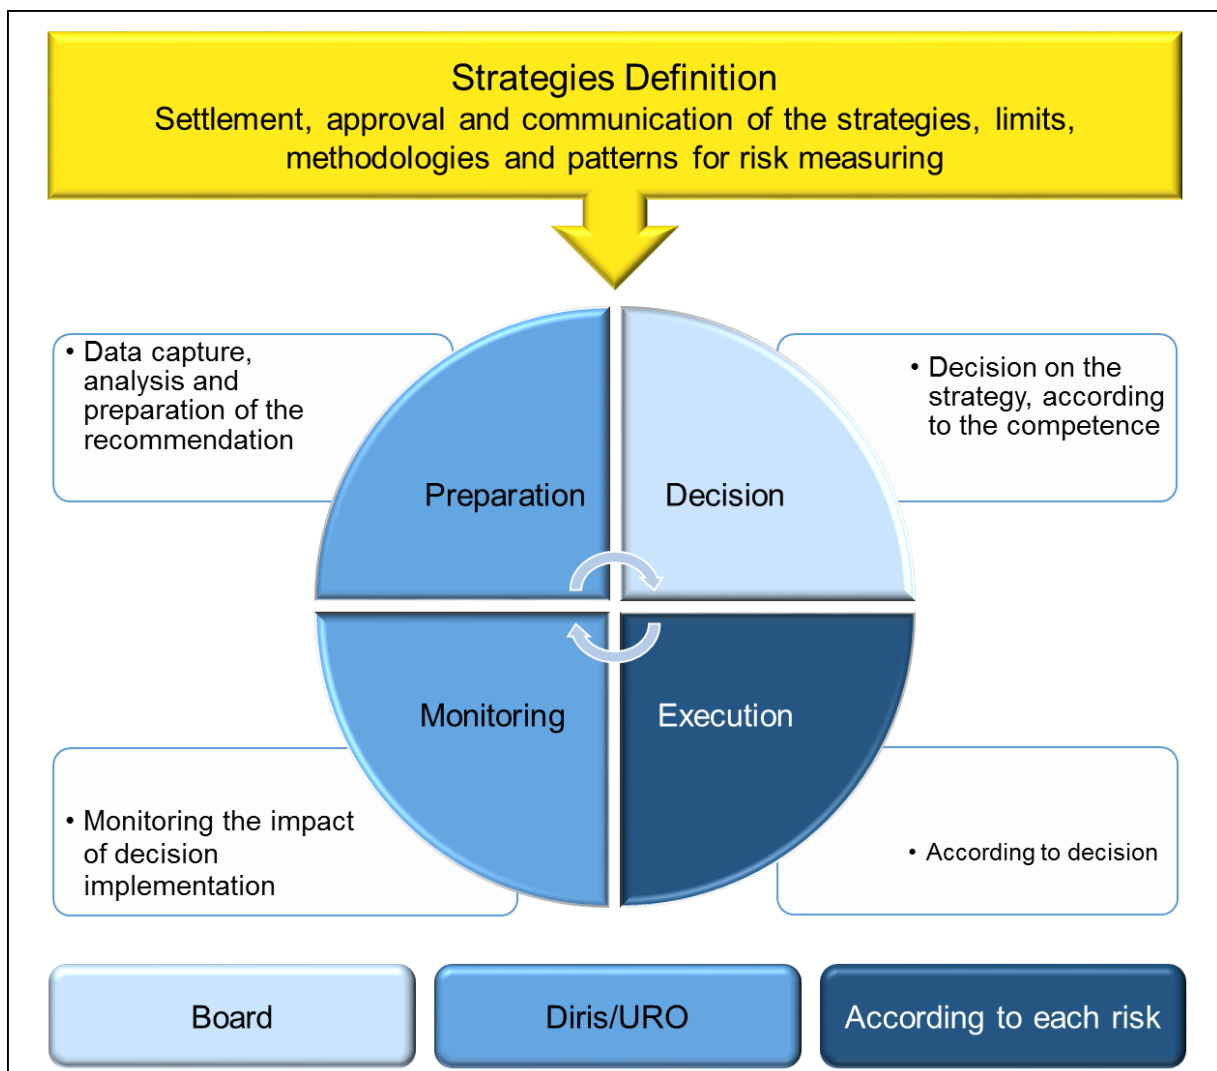 Strategies Definition
Settlement, approval and communication of the strategies, limits,
methodologies and patterns for risk measuring
• Data capture,
analysis and
preparation of the
recommendation
• Decision on the
strategy, according
to the competence
Preparation
Decision
Monitoring
Execution
• Monitoring the impact
of decision
implementation
• According to decision
Board
Diris/URO
According to each risk